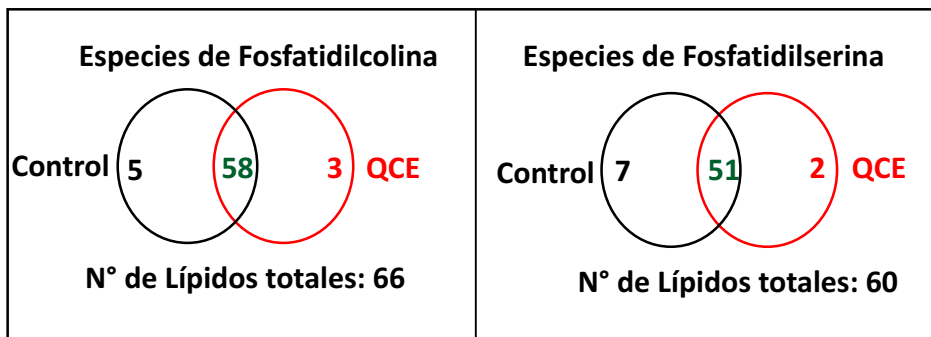 Especies de Fosfatidilcolina
Control 5 58 3 QCE
N° de Lípidos totales: 66
Especies de Fosfatidilserina
Control 7 51 2 QCE
N° de Lípidos totales: 60